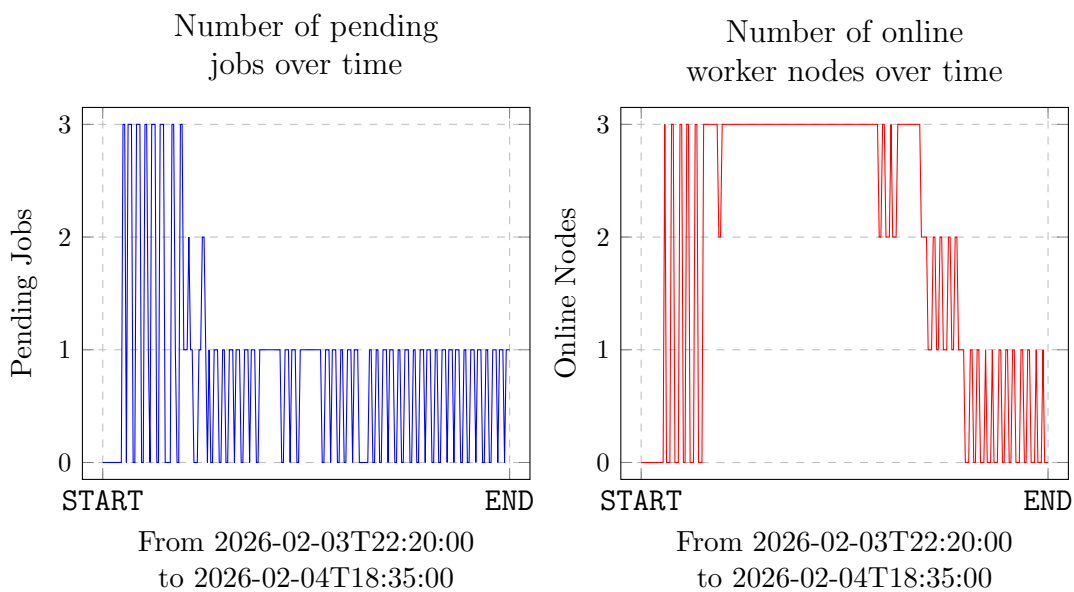 Number of pending
jobs over time
3
2
1
0
Pending Jobs
START
END
From 2026-02-03T22:20:00
to 2026-02-04T18:35:00
Number of online
worker nodes over time
3
2
1
0
Online Nodes
START
END
From 2026-02-03T22:20:00
to 2026-02-04T18:35:00